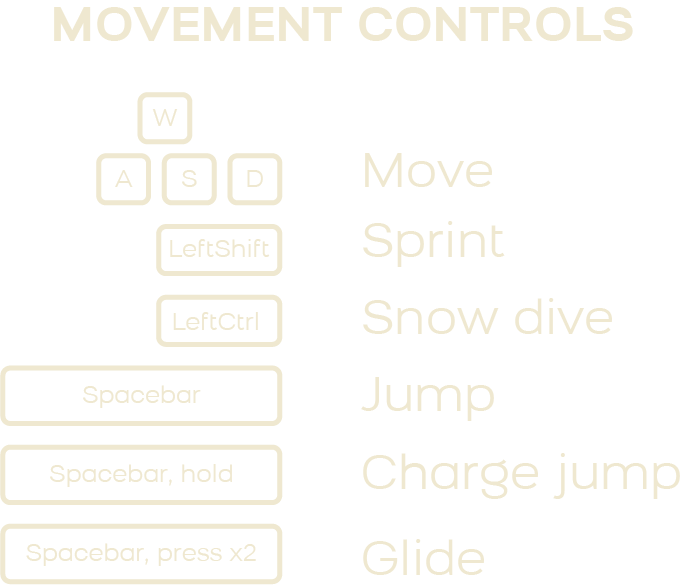 MOVEMENT CONTROLS
W
A S D Move
LeftShift Sprint
LeftCtrl Snow dive
Spacebar Jump
Spacebar, hold Charge jump
Spacebar, press x2 Glide